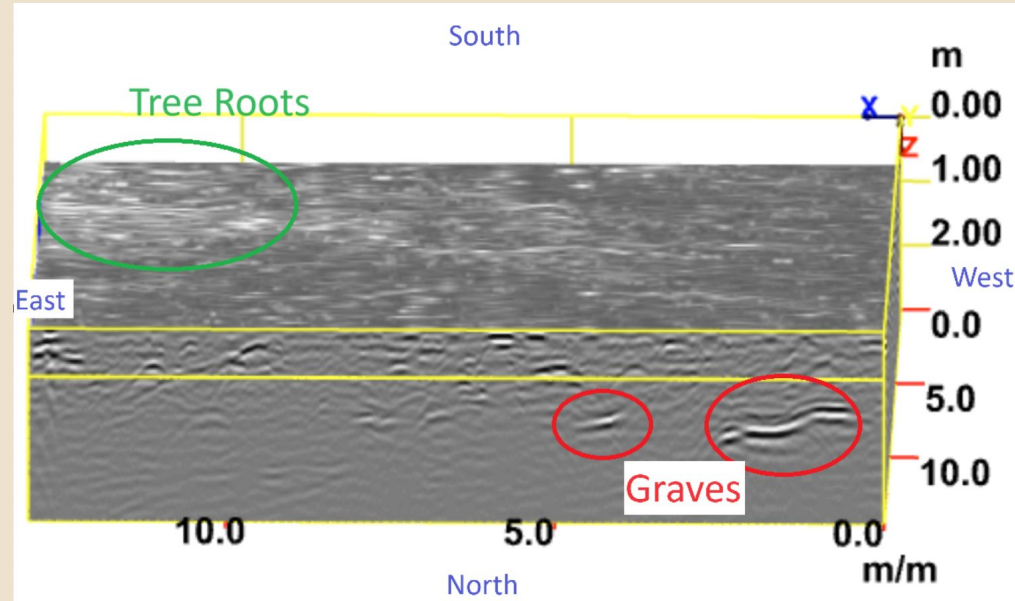 South
m
Tree Roots
X
Y
0.00
Z
1.00
2.00
West
East
0.0
5.0
Graves
10.0
10.0
5.0
0.0
m/m
North